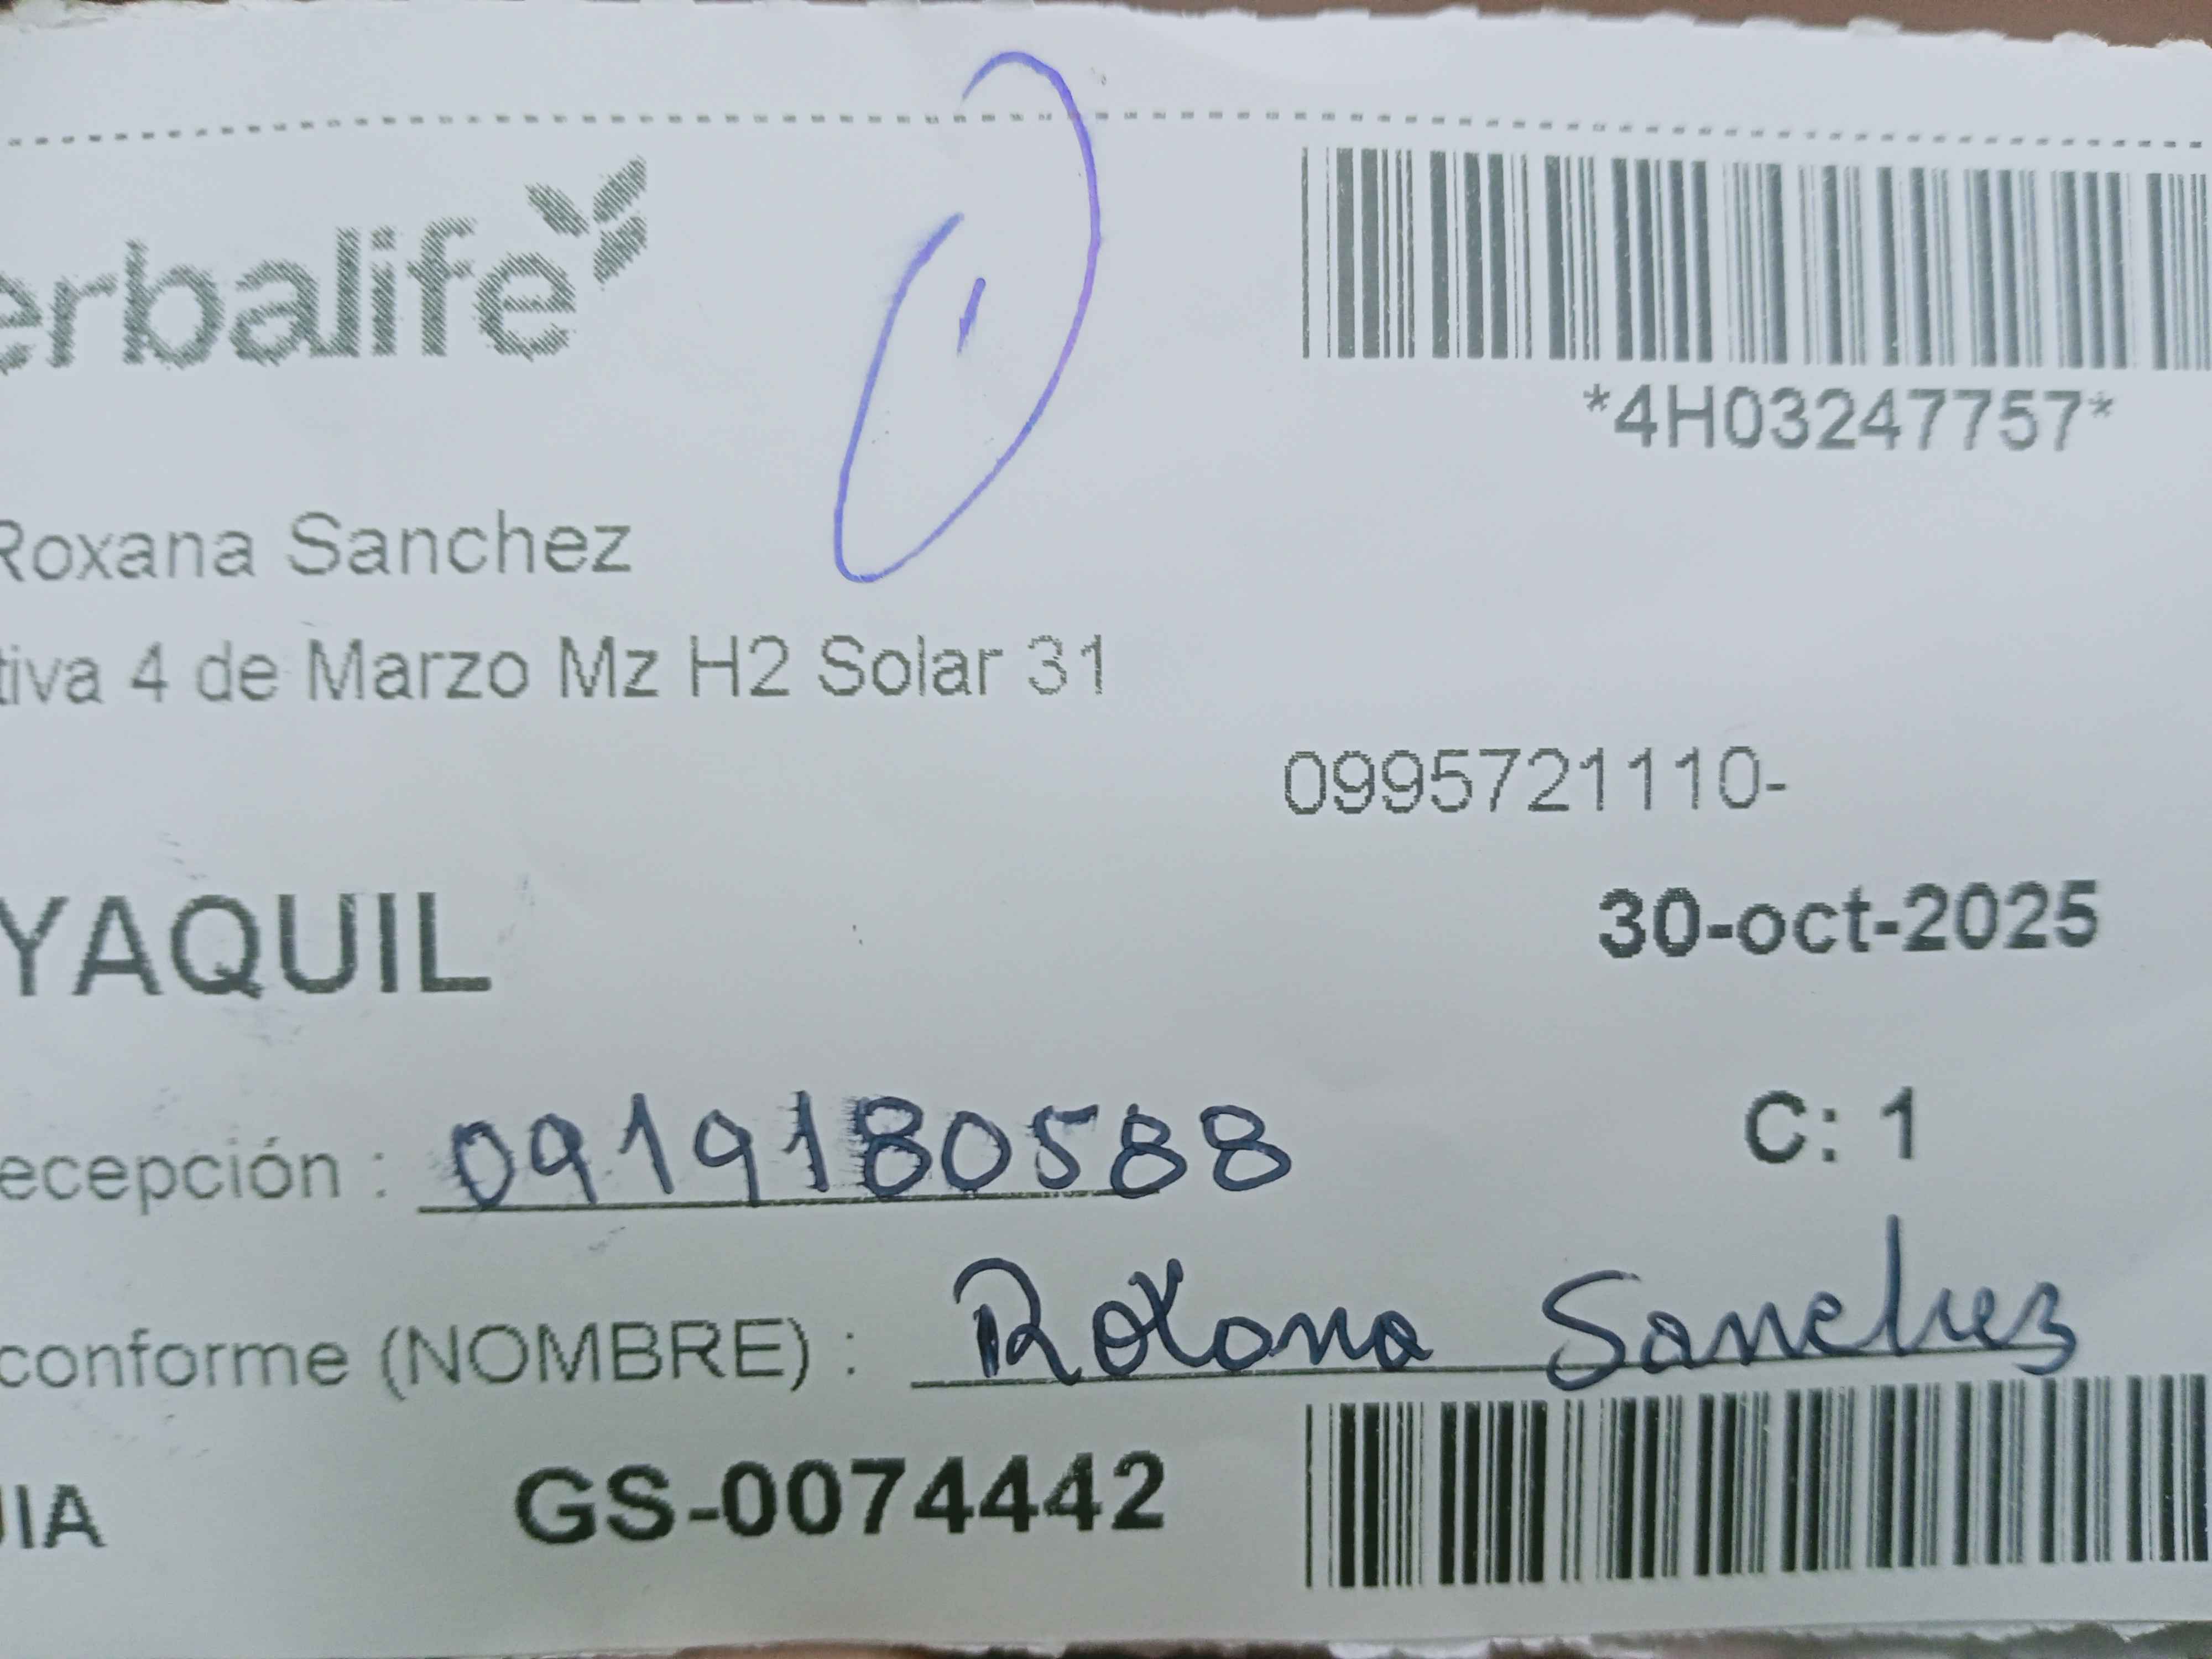 erbalife
*4H03247757*
Roxana Sanchez
tiva 4 de Marzo Mz H2 Solar 31
0995721110-
YAQUIL
30-oct-2025
ecepción : 0919180588
C: 1
conforme (NOMBRE) : Roxana Sanchez
UIA GS-0074442